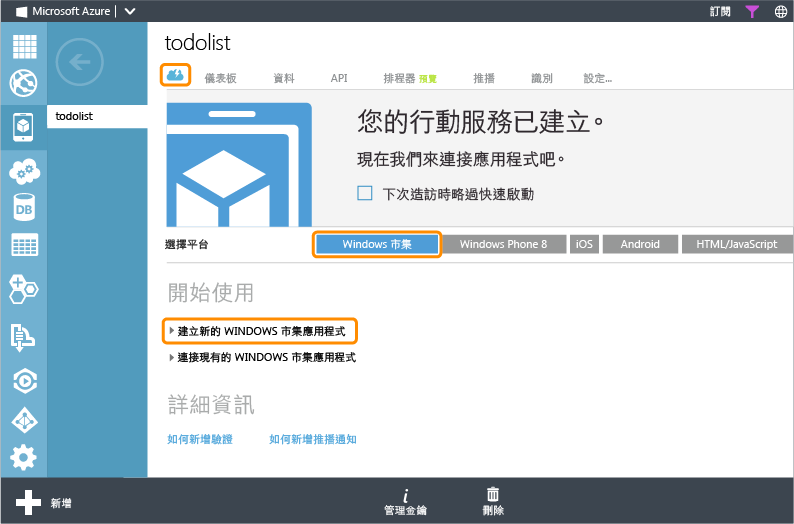 Microsoft Azure 訂閱
todolist
儀表板 資料 API 排程器 預覽 推播 識別 設定...
todolist
您的行動服務已建立。
現在我們來連接應用程式吧。
下次造訪時略過快速啟動
選擇平台 Windows 市集 Windows Phone 8 iOS Android HTML/JavaScript
開始使用
建立新的 WINDOWS 市集應用程式
連接現有的 WINDOWS 市集應用程式
詳細資訊
如何新增驗證 如何新增推播通知
DB
新增 管理金鑰 刪除